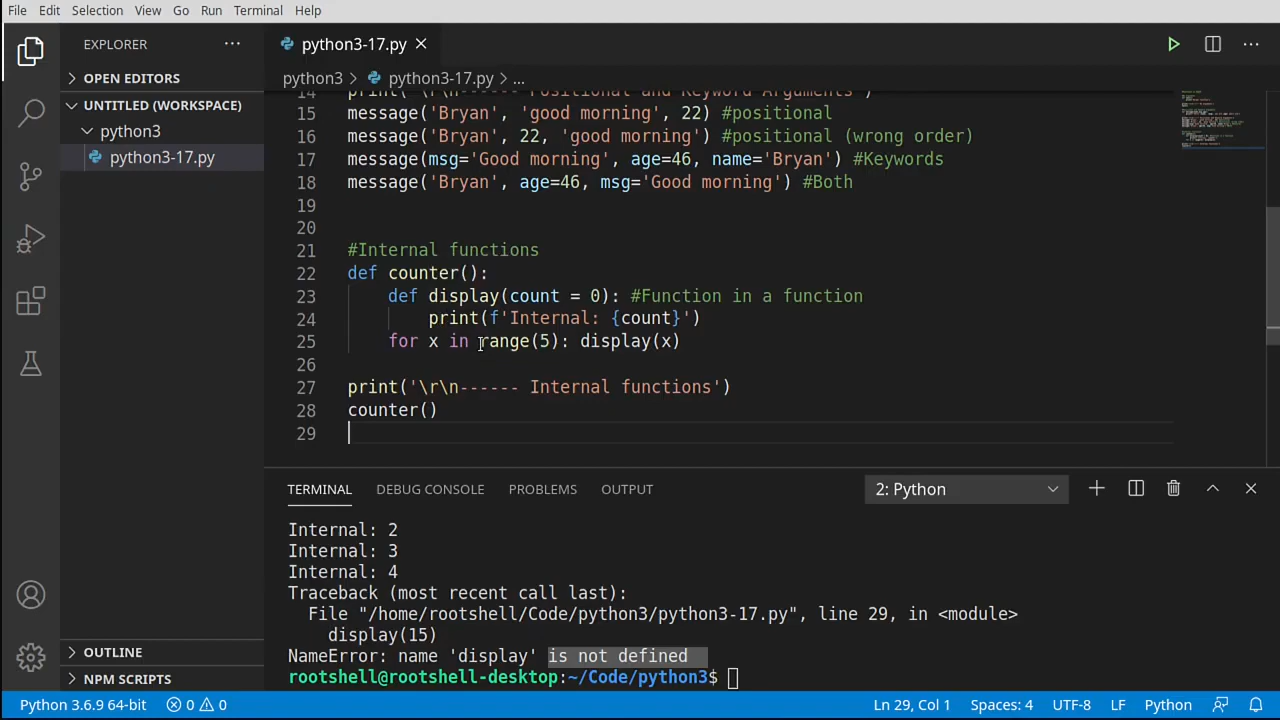 File Edit Selection View Go Run Terminal Help
EXPLORER ···
python3-17.py
OPEN EDITORS
python3 > python3-17.py > ...
UNTITLED (WORKSPACE)
python3
python3-17.py
14 print('\r\n------ Positional and Keyword Arguments')
15 message('Bryan', 'good morning', 22) #positional
16 message('Bryan', 22, 'good morning') #positional (wrong order)
17 message(msg='Good morning', age=46, name='Bryan') #Keywords
18 message('Bryan', age=46, msg='Good morning') #Both
19
20
21 #Internal functions
22 def counter():
23 def display(count = 0): #Function in a function
24 print(f'Internal: {count}')
25 for x in range(5): display(x)
26
27 print('\r\n------ Internal functions')
28 counter()
29
TERMINAL DEBUG CONSOLE PROBLEMS OUTPUT 2: Python
Internal: 2
Internal: 3
Internal: 4
Traceback (most recent call last):
File "/home/rootshell/Code/python3/python3-17.py", line 29, in <module>
display(15)
NameError: name 'display' is not defined
rootshell@rootshell-desktop:~/Code/python3$
OUTLINE
NPM SCRIPTS
Python 3.6.9 64-bit 0 0 Ln 29, Col 1 Spaces: 4 UTF-8 LF Python